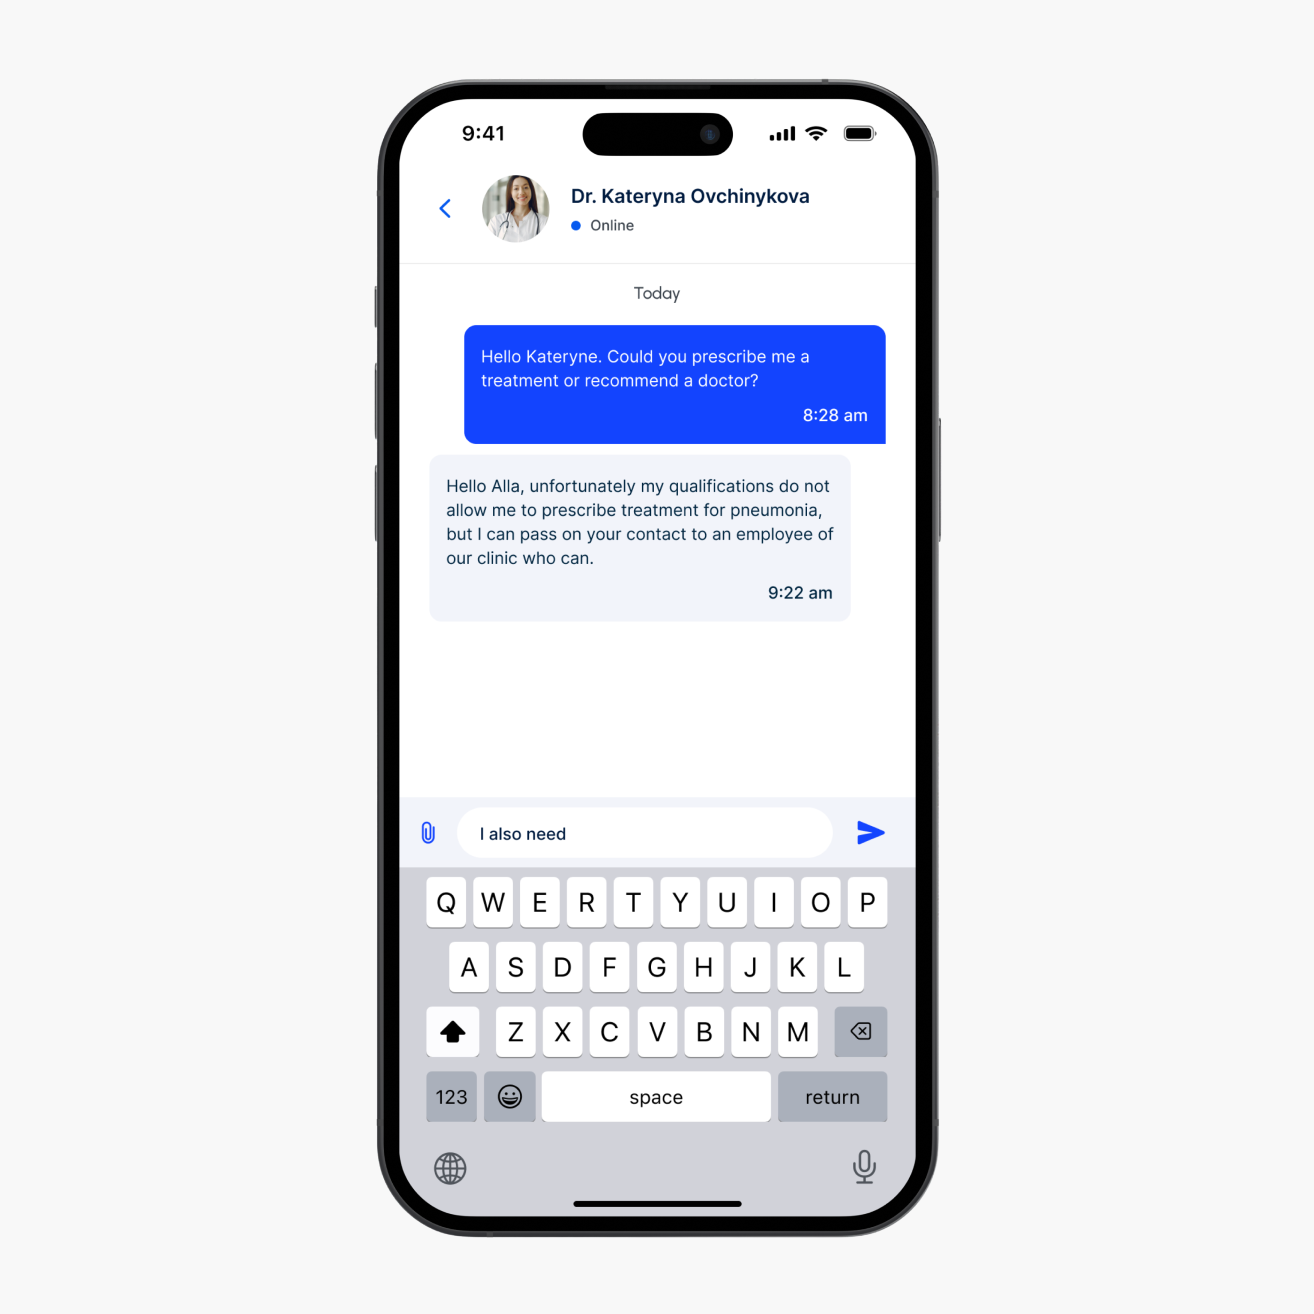 9:41
Dr. Kateryna Ovchinykova
Online
Today
Hello Kateryne. Could you prescribe me a
treatment or recommend a doctor?
8:28 am
Hello Alla, unfortunately my qualifications do not
allow me to prescribe treatment for pneumonia,
but I can pass on your contact to an employee of
our clinic who can.
9:22 am
I also need
Q W E R T Y U I O P
A S D F G H J K L
Z X C V B N M
123 space return